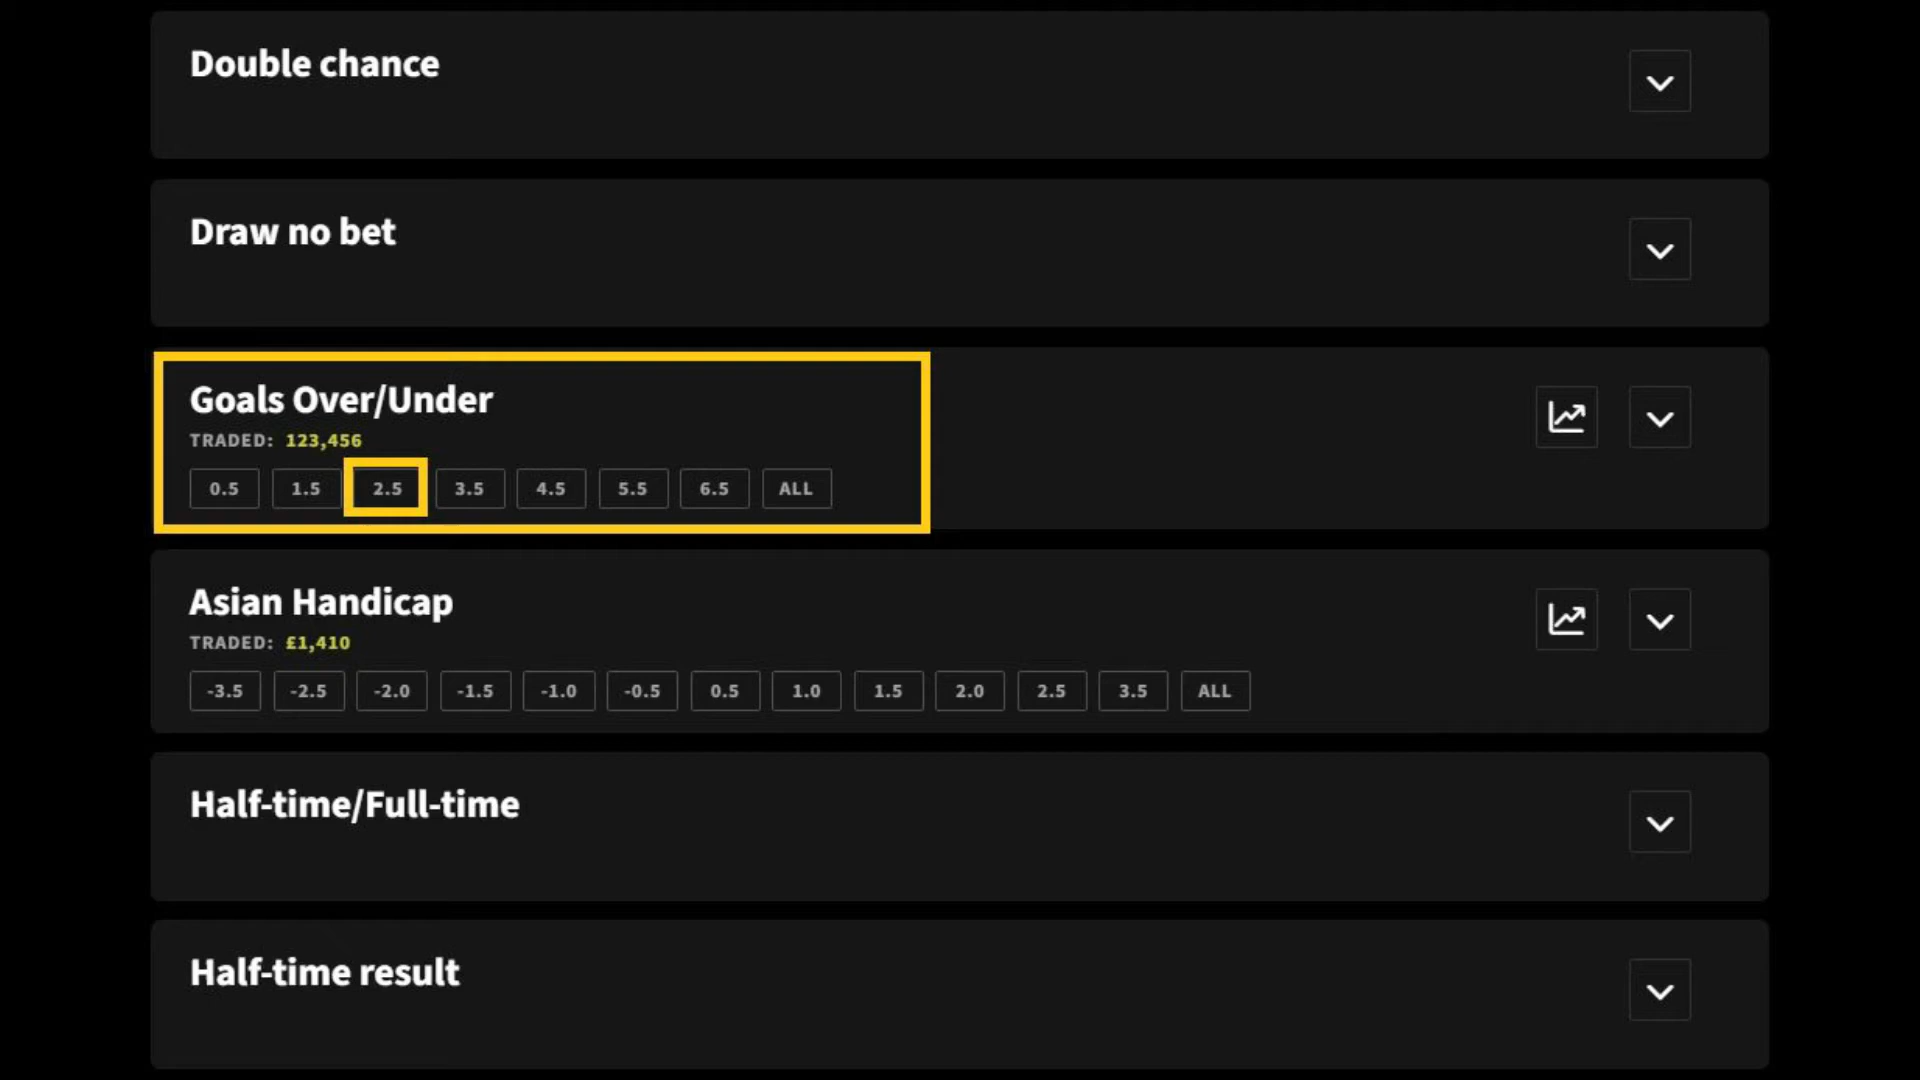 Double chance
Draw no bet
Goals Over/Under
TRADED: 123,456
0.5 1.5 2.5 3.5 4.5 5.5 6.5 ALL
Asian Handicap
TRADED: £1,410
-3.5 -2.5 -2.0 -1.5 -1.0 -0.5 0.5 1.0 1.5 2.0 2.5 3.5 ALL
Half-time/Full-time
Half-time result